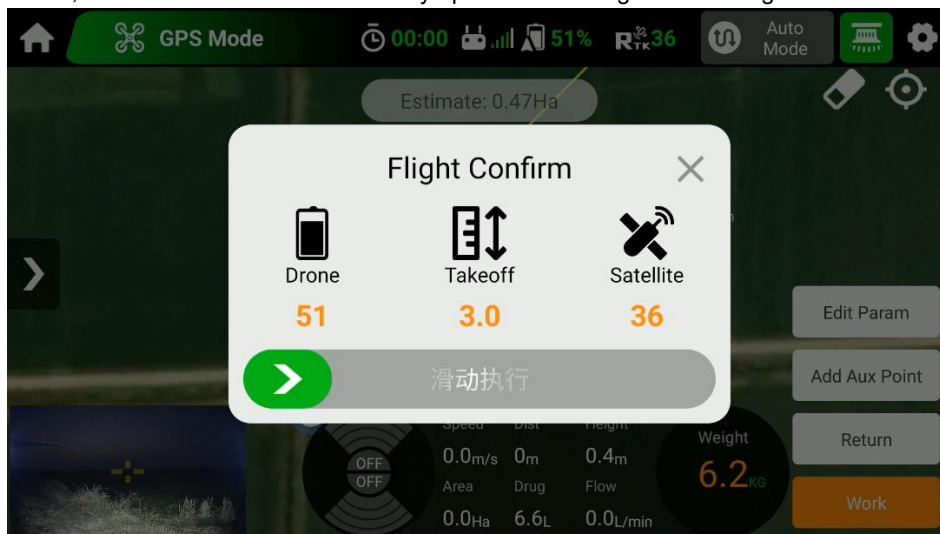 GPS Mode
00:00
51%
RTK 36
Auto
Mode
Estimate: 0.47Ha
Flight Confirm
Drone
Takeoff
Satellite
51
3.0
36
滑动执行
Edit Param
Add Aux Point
Return
Work
OFF
OFF
Speed Dist Height
0.0m/s 0m 0.4m
Area Drug Flow
0.0Ha 6.6L 0.0L/min
Weight
6.2KG